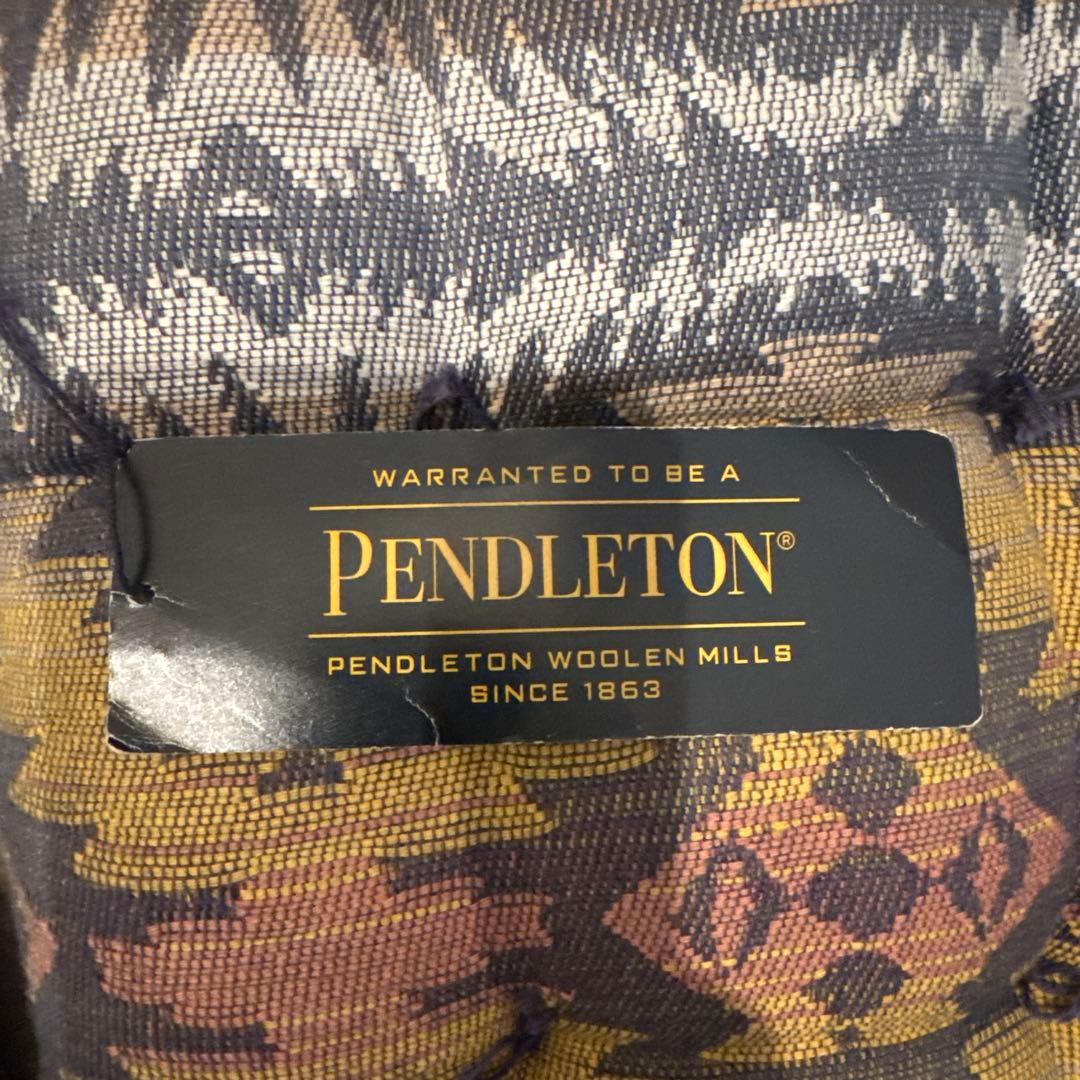 WARRANTED TO BE A
PENDLETON®
PENDLETON WOOLEN MILLS
SINCE 1863